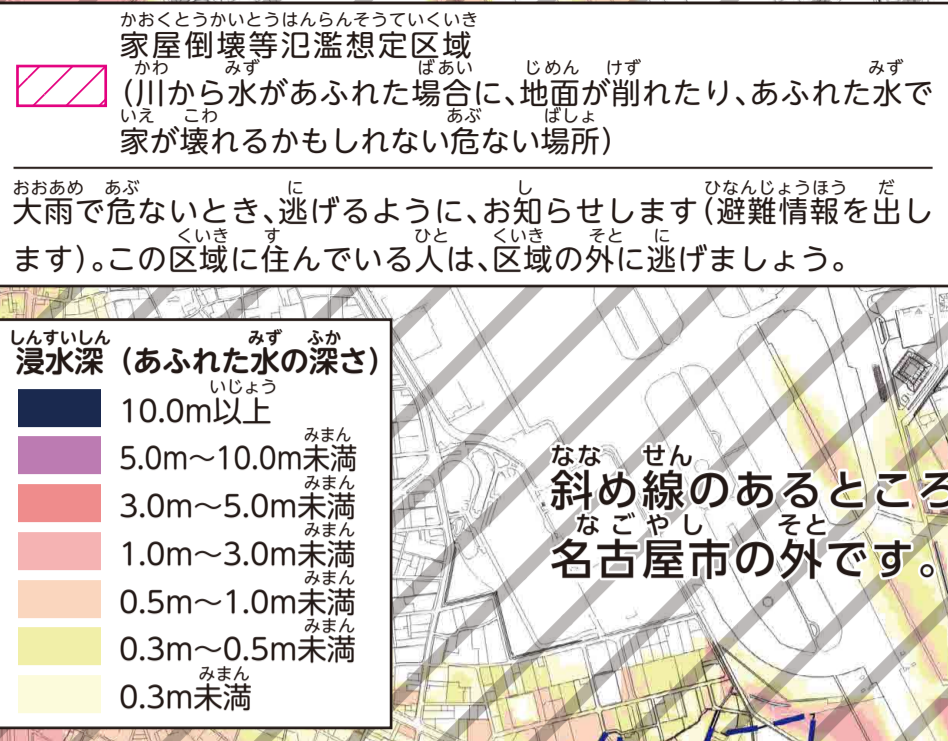 かおくとうかいとうはんらんそうていくいき
家屋倒壊等氾濫想定区域
かわ みず ばあい じめん けず みず
(川から水があふれた場合に、地面が削れたり、あふれた水で
いえ こわ あぶ ばしょ
家が壊れるかもしれない危ない場所)
おおあめ あぶ に し ひなんじょうほう だ
大雨で危ないとき、逃げるように、お知らせします(避難情報を出し
くいき す ひと くいき そと に
ます)。この区域に住んでいる人は、区域の外に逃げましょう。
しんすいしん みず ふか
浸水深 (あふれた水の深さ)
いじょう
10.0m以上
みまん
5.0m～10.0m未満
みまん
3.0m～5.0m未満
みまん
1.0m～3.0m未満
みまん
0.5m～1.0m未満
みまん
0.3m～0.5m未満
みまん
0.3m未満
なな せん
斜め線のあるところ
なごやし そと
名古屋市の外です。